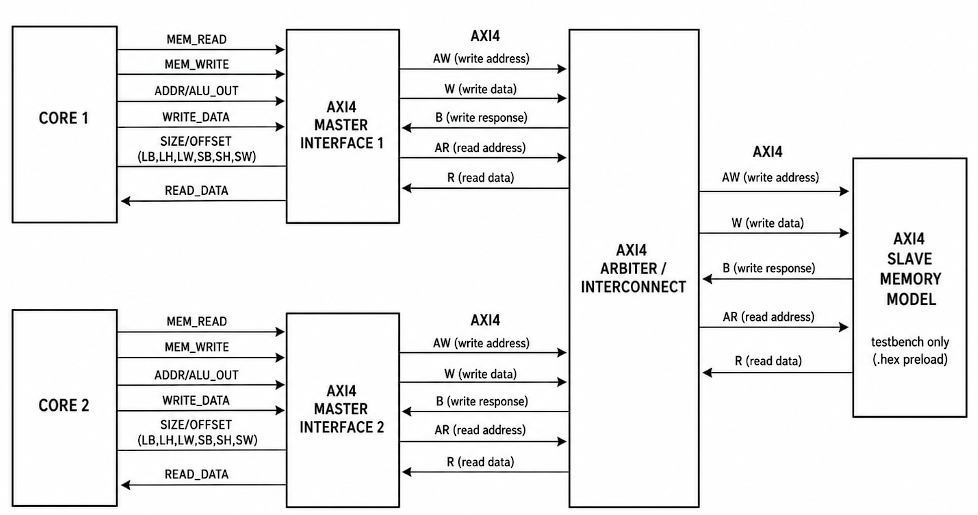 CORE 1
MEM_READ
MEM_WRITE
ADDR/ALU_OUT
WRITE_DATA
SIZE/OFFSET
(LB,LH,LW,SB,SH,SW)
READ_DATA
AXI4
MASTER
INTERFACE 1
AXI4
AW (write address)
W (write data)
B (write response)
AR (read address)
R (read data)
CORE 2
MEM_READ
MEM_WRITE
ADDR/ALU_OUT
WRITE_DATA
SIZE/OFFSET
(LB,LH,LW,SB,SH,SW)
READ_DATA
AXI4
MASTER
INTERFACE 2
AXI4
AW (write address)
W (write data)
B (write response)
AR (read address)
R (read data)
AXI4
ARBITER /
INTERCONNECT
AXI4
AW (write address)
W (write data)
B (write response)
AR (read address)
R (read data)
AXI4
SLAVE
MEMORY
MODEL
testbench only
(.hex preload)